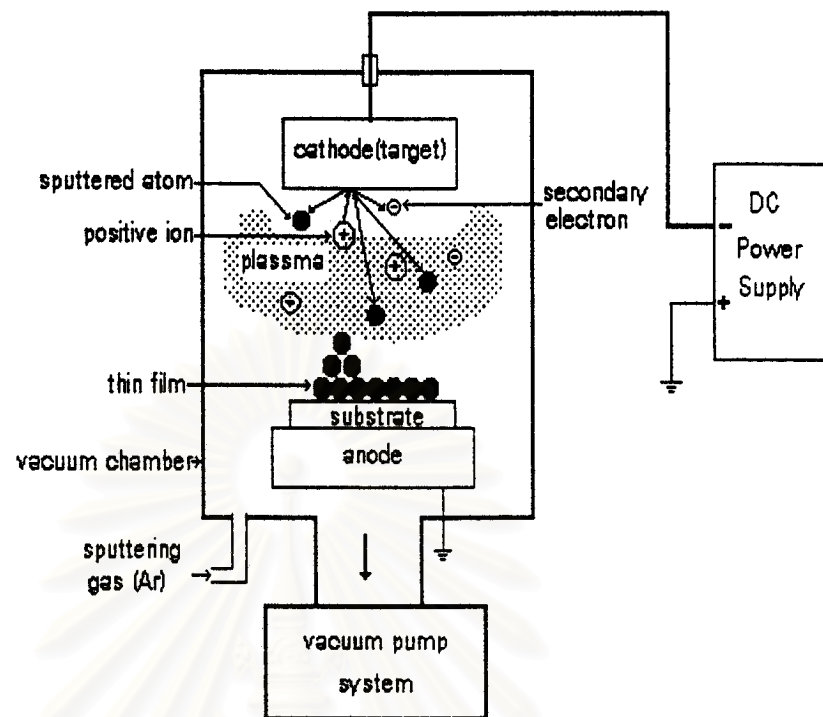 cathode(target)
sputtered atom
secondary
electron
positive ion
plassma
DC
Power
Supply
−
+
+
+
−
−
thin film
substrate
anode
vacuum chamber
sputtering
gas (Ar)
vacuum pump
system